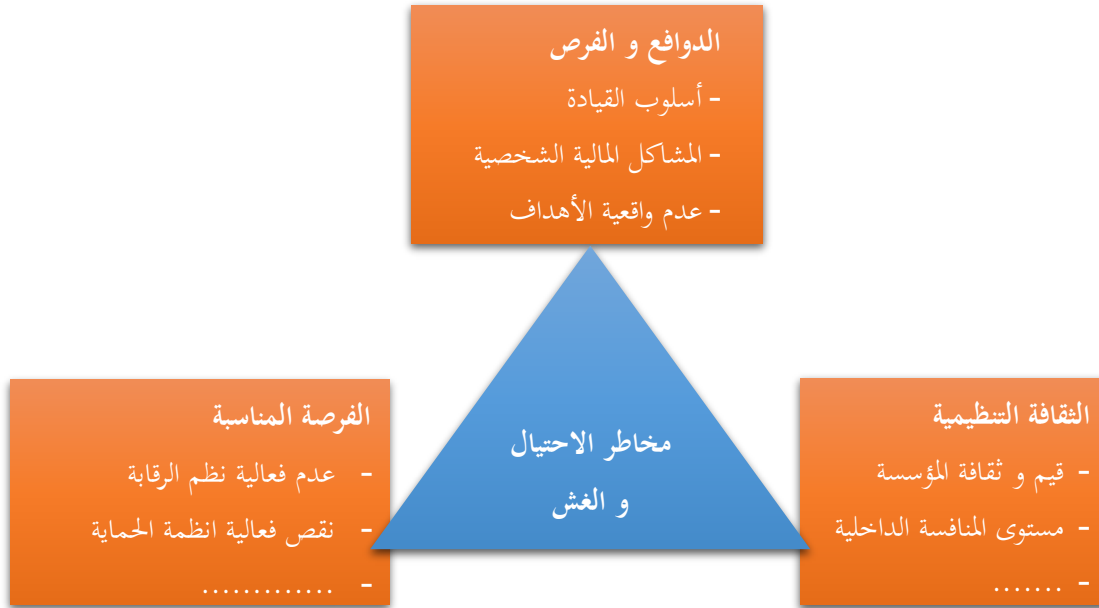 الدوافع و الفرص
- أسلوب القيادة
- المشاكل المالية الشخصية
- عدم واقعية الأهداف
مخاطر الاحتيال
و الغش
الثقافة التنظيمية
- قيم و ثقافة المؤسسة
- مستوى المنافسة الداخلية
- .......
الفرصة المناسبة
- عدم فعالية نظم الرقابة
- نقص فعالية انظمة الحماية
- .............